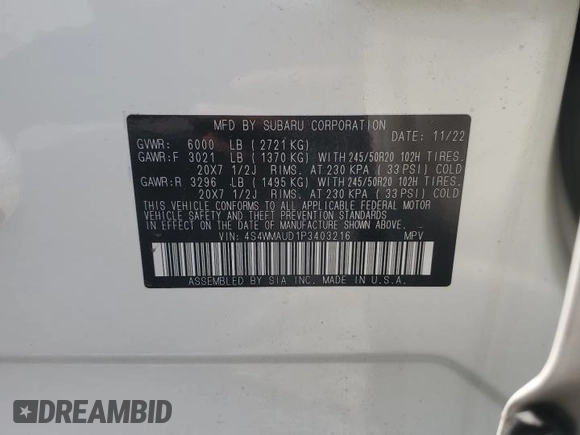 MFD BY SUBARU CORPORATION
DATE: 11/22
GVWR: 6000 LB (2721 KG)
GAWR:F 3021 LB (1370 KG) WITH 245/50R20 102H TIRES.
20X7 1/2J RIMS. AT 230 KPA (33 PSI) COLD
GAWR:R 3296 LB (1495 KG) WITH 245/50R20 102H TIRES.
20X7 1/2J RIMS. AT 230 KPA (33 PSI) COLD
THIS VEHICLE CONFORMS TO ALL APPLICABLE FEDERAL MOTOR
VEHICLE SAFETY AND THEFT PREVENTION STANDARDS
IN EFFECT ON THE DATE OF MANUFACTURE SHOWN ABOVE.
VIN: 4S4WMAUD1P3403216 MPV
ASSEMBLED BY SIA INC. MADE IN U.S.A.
DREAMBID